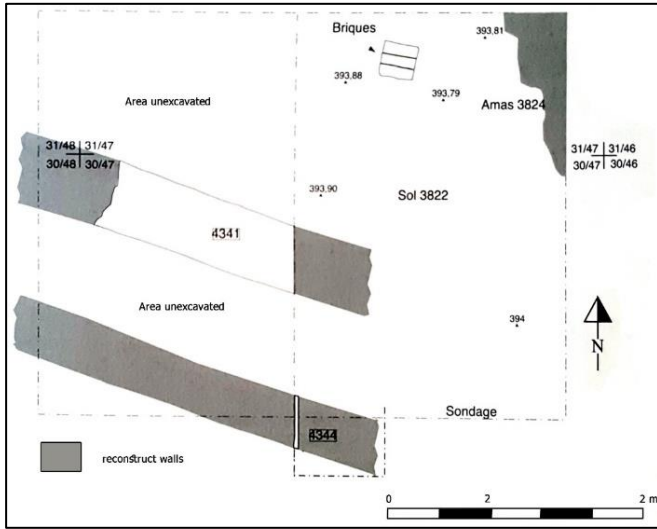 Briques
393,81
393,88
393,79
Area unexcavated
Amas 3824
31/48 31/47
30/48 30/47
31/47 31/46
30/47 30/46
393,90
Sol 3822
4341
Area unexcavated
394
N
Sondage
4344
reconstruct walls
0 2 2 m